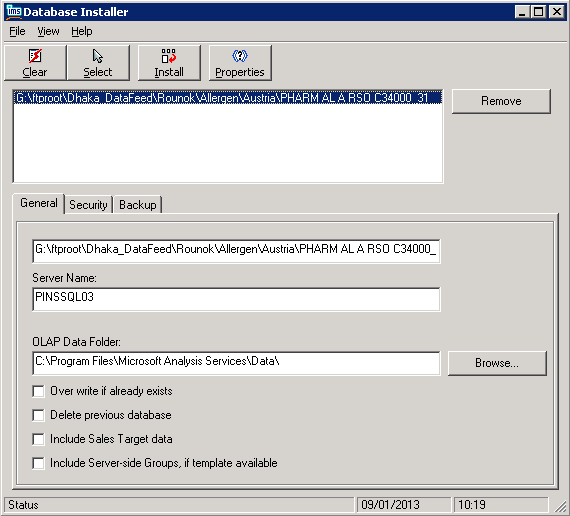 ims Database Installer
File View Help
Clear Select Install Properties
G:\ftproot\Dhaka_DataFeed\Rounok\Allergen\Austria\PHARM AL A RSO C34000_31
Remove
General Security Backup
G:\ftproot\Dhaka_DataFeed\Rounok\Allergen\Austria\PHARM AL A RSO C34000_
Server Name:
PINSSQL03
OLAP Data Folder:
C:\Program Files\Microsoft Analysis Services\Data\
Browse...
Over write if already exists
Delete previous database
Include Sales Target data
Include Server-side Groups, if template available
Status 09/01/2013 10:19